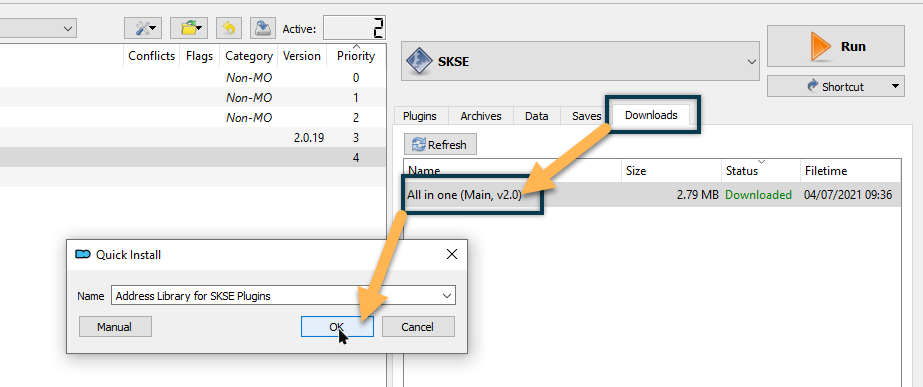 Active: 2
Conflicts Flags Category Version Priority
Non-MO 0
Non-MO 1
Non-MO 2
2.0.19 3
4
SKSE
Run
Shortcut
Plugins Archives Data Saves Downloads
Refresh
Name Size Status Filetime
All in one (Main, v2.0) 2.79 MB Downloaded 04/07/2021 09:36
Quick Install
Name Address Library for SKSE Plugins
Manual OK Cancel